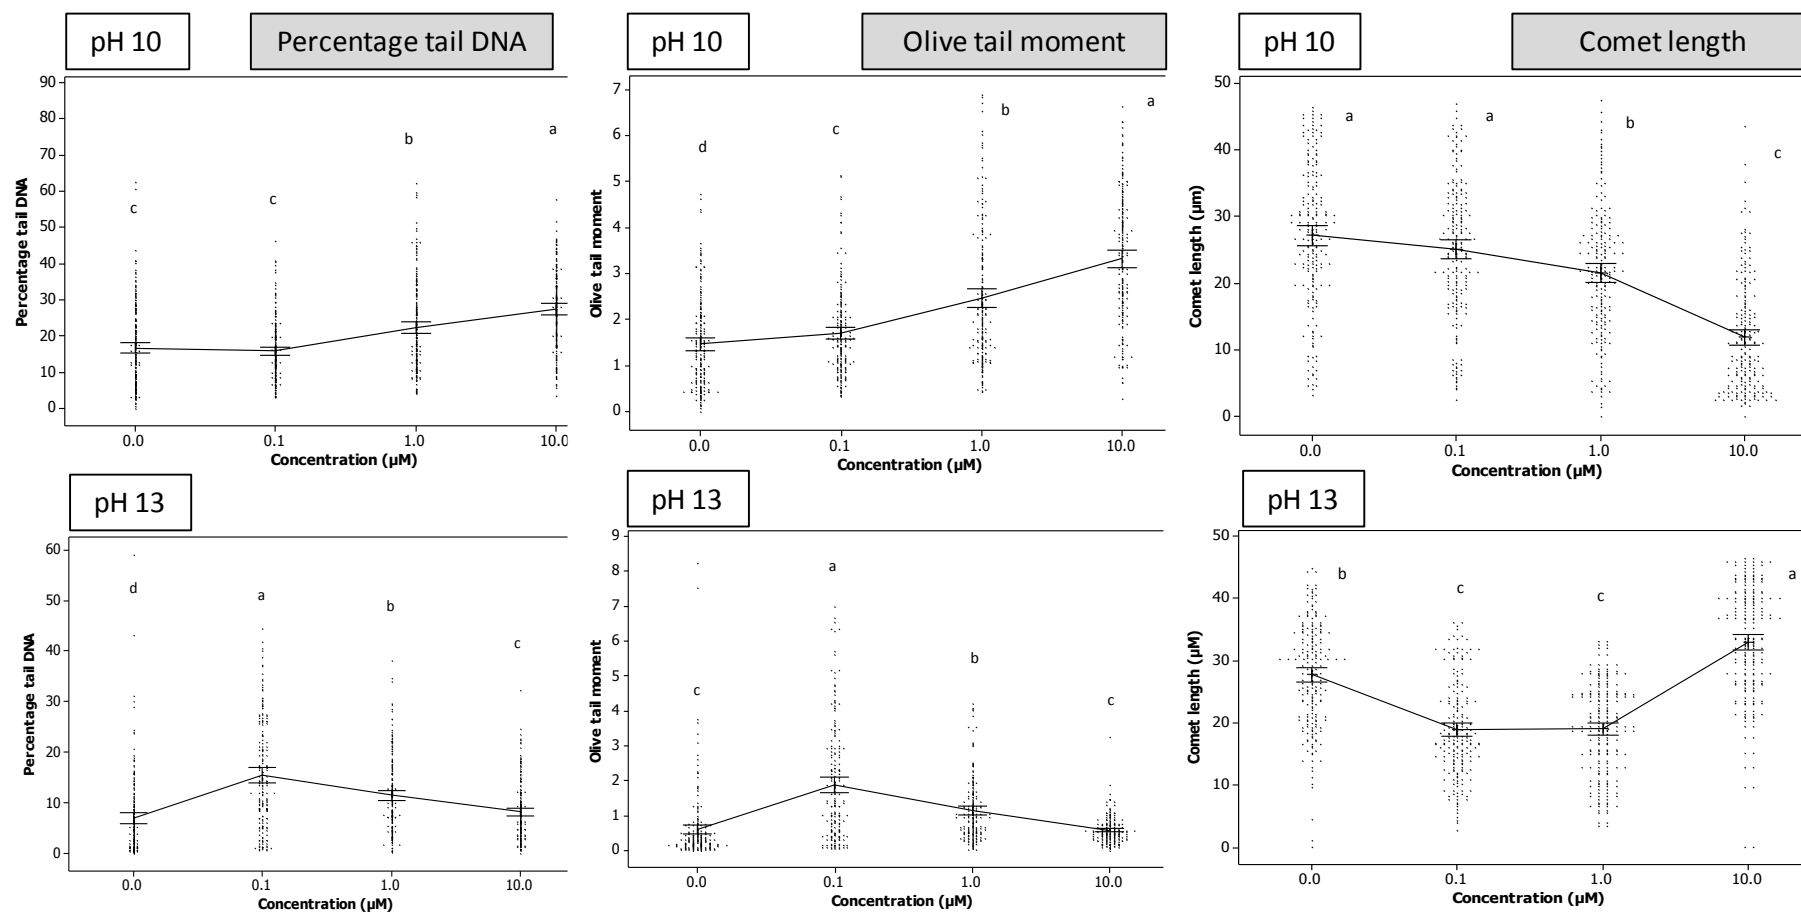 pH 10
Percentage tail DNA
pH 10
Olive tail moment
pH 10
Comet length
Percentage tail DNA
90
80
70
60
50
40
30
20
10
0
c
c
b
a
0.0
0.1
1.0
10.0
Concentration (µM)
Olive tail moment
7
6
5
4
3
2
1
0
d
c
b
a
0.0
0.1
1.0
10.0
Concentration (µM)
Comet length (µm)
50
40
30
20
10
0
a
a
b
c
0.0
0.1
1.0
10.0
Concentration (µM)
pH 13
pH 13
pH 13
Percentage tail DNA
60
50
40
30
20
10
0
d
a
b
c
0.0
0.1
1.0
10.0
Concentration (µM)
Olive tail moment
9
8
7
6
5
4
3
2
1
0
c
a
b
c
0.0
0.1
1.0
10.0
Concentration (µM)
Comet length (µM)
50
40
30
20
10
0
b
c
c
a
0.0
0.1
1.0
10.0
Concentration (µM)